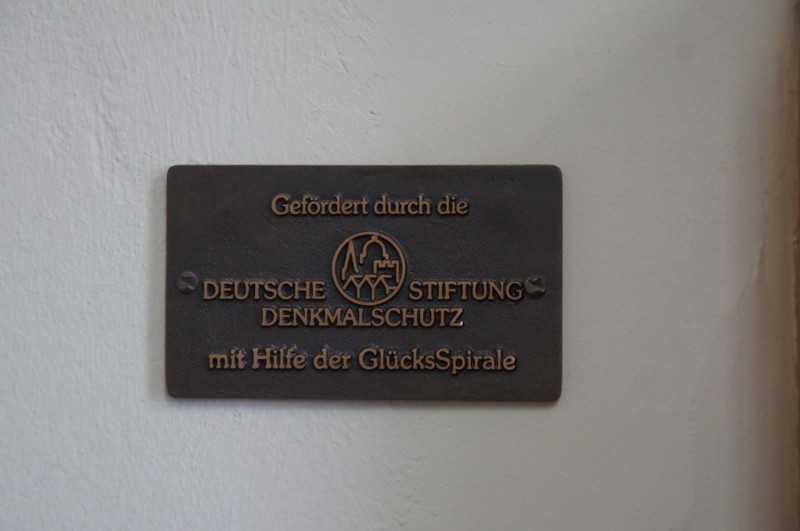 Gefördert durch die
DEUTSCHE STIFTUNG
DENKMALSCHUTZ
mit Hilfe der GlücksSpirale